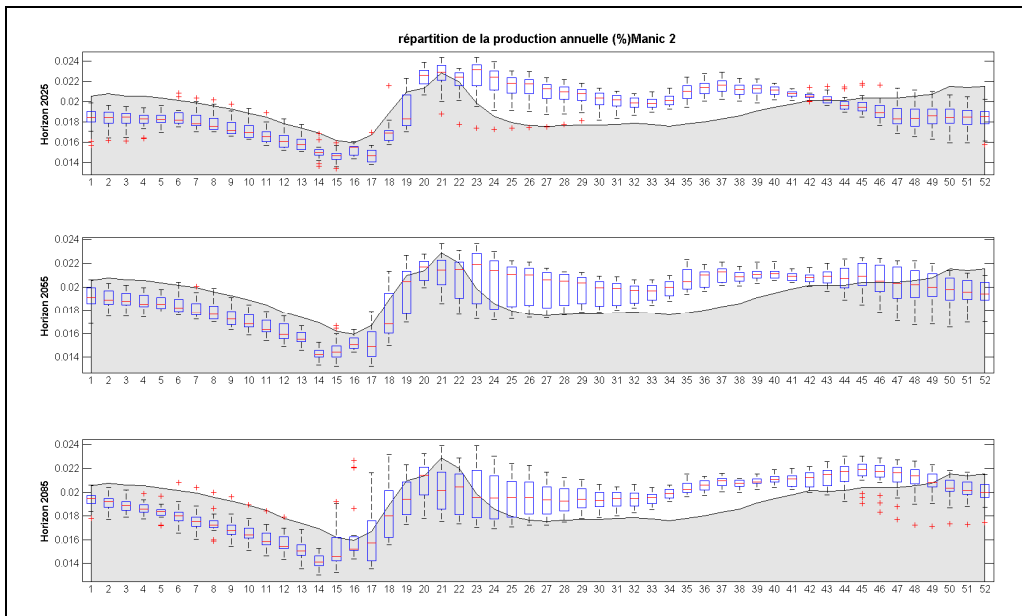 répartition de la production annuelle (%)Manic 2
Horizon 2025
0.024
0.022
0.02
0.018
0.016
0.014
1 2 3 4 5 6 7 8 9 10 11 12 13 14 15 16 17 18 19 20 21 22 23 24 25 26 27 28 29 30 31 32 33 34 35 36 37 38 39 40 41 42 43 44 45 46 47 48 49 50 51 52
Horizon 2055
0.024
0.022
0.02
0.018
0.016
0.014
1 2 3 4 5 6 7 8 9 10 11 12 13 14 15 16 17 18 19 20 21 22 23 24 25 26 27 28 29 30 31 32 33 34 35 36 37 38 39 40 41 42 43 44 45 46 47 48 49 50 51 52
Horizon 2085
0.024
0.022
0.02
0.018
0.016
0.014
1 2 3 4 5 6 7 8 9 10 11 12 13 14 15 16 17 18 19 20 21 22 23 24 25 26 27 28 29 30 31 32 33 34 35 36 37 38 39 40 41 42 43 44 45 46 47 48 49 50 51 52